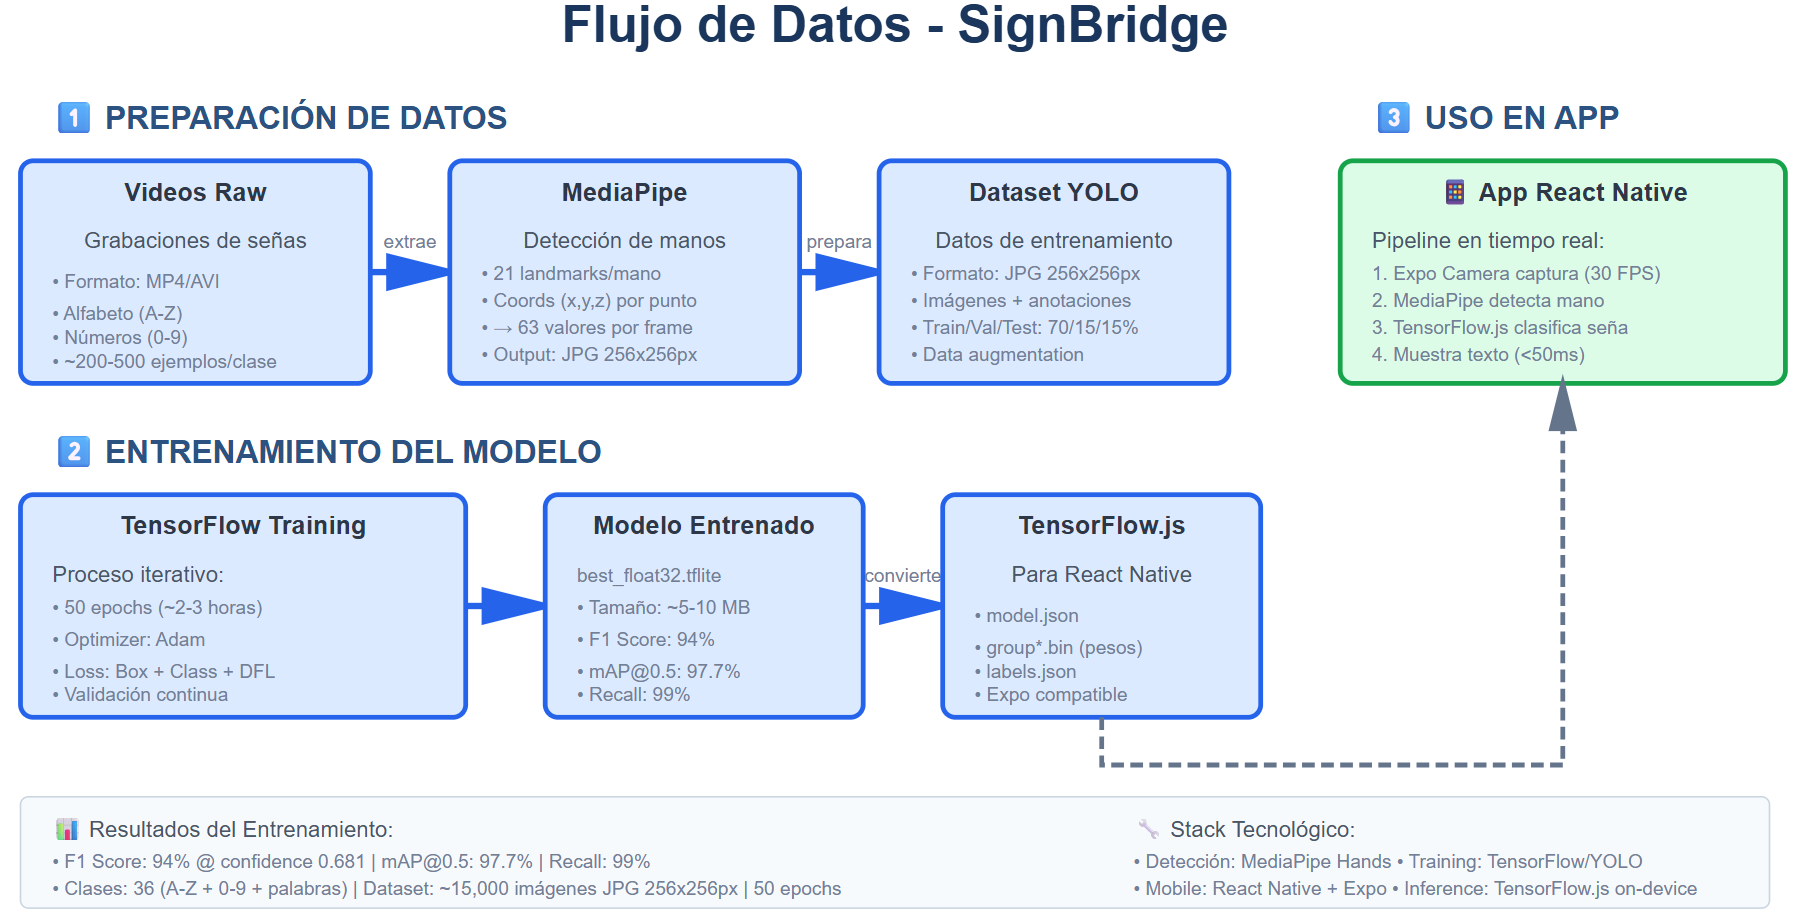 Flujo de Datos - SignBridge
1 PREPARACIÓN DE DATOS
Videos Raw
Grabaciones de señas
• Formato: MP4/AVI
• Alfabeto (A-Z)
• Números (0-9)
• ~200-500 ejemplos/clase
extrae
MediaPipe
Detección de manos
• 21 landmarks/mano
• Coords (x,y,z) por punto
• → 63 valores por frame
• Output: JPG 256x256px
prepara
Dataset YOLO
Datos de entrenamiento
• Formato: JPG 256x256px
• Imágenes + anotaciones
• Train/Val/Test: 70/15/15%
• Data augmentation
3 USO EN APP
App React Native
Pipeline en tiempo real:
1. Expo Camera captura (30 FPS)
2. MediaPipe detecta mano
3. TensorFlow.js clasifica seña
4. Muestra texto (<50ms)
2 ENTRENAMIENTO DEL MODELO
TensorFlow Training
Proceso iterativo:
• 50 epochs (~2-3 horas)
• Optimizer: Adam
• Loss: Box + Class + DFL
• Validación continua
Modelo Entrenado
best_float32.tflite
• Tamaño: ~5-10 MB
• F1 Score: 94%
• mAP@0.5: 97.7%
• Recall: 99%
convierte
TensorFlow.js
Para React Native
• model.json
• group*.bin (pesos)
• labels.json
• Expo compatible
Resultados del Entrenamiento:
• F1 Score: 94% @ confidence 0.681 | mAP@0.5: 97.7% | Recall: 99%
• Clases: 36 (A-Z + 0-9 + palabras) | Dataset: ~15,000 imágenes JPG 256x256px | 50 epochs
Stack Tecnológico:
• Detección: MediaPipe Hands • Training: TensorFlow/YOLO
• Mobile: React Native + Expo • Inference: TensorFlow.js on-device